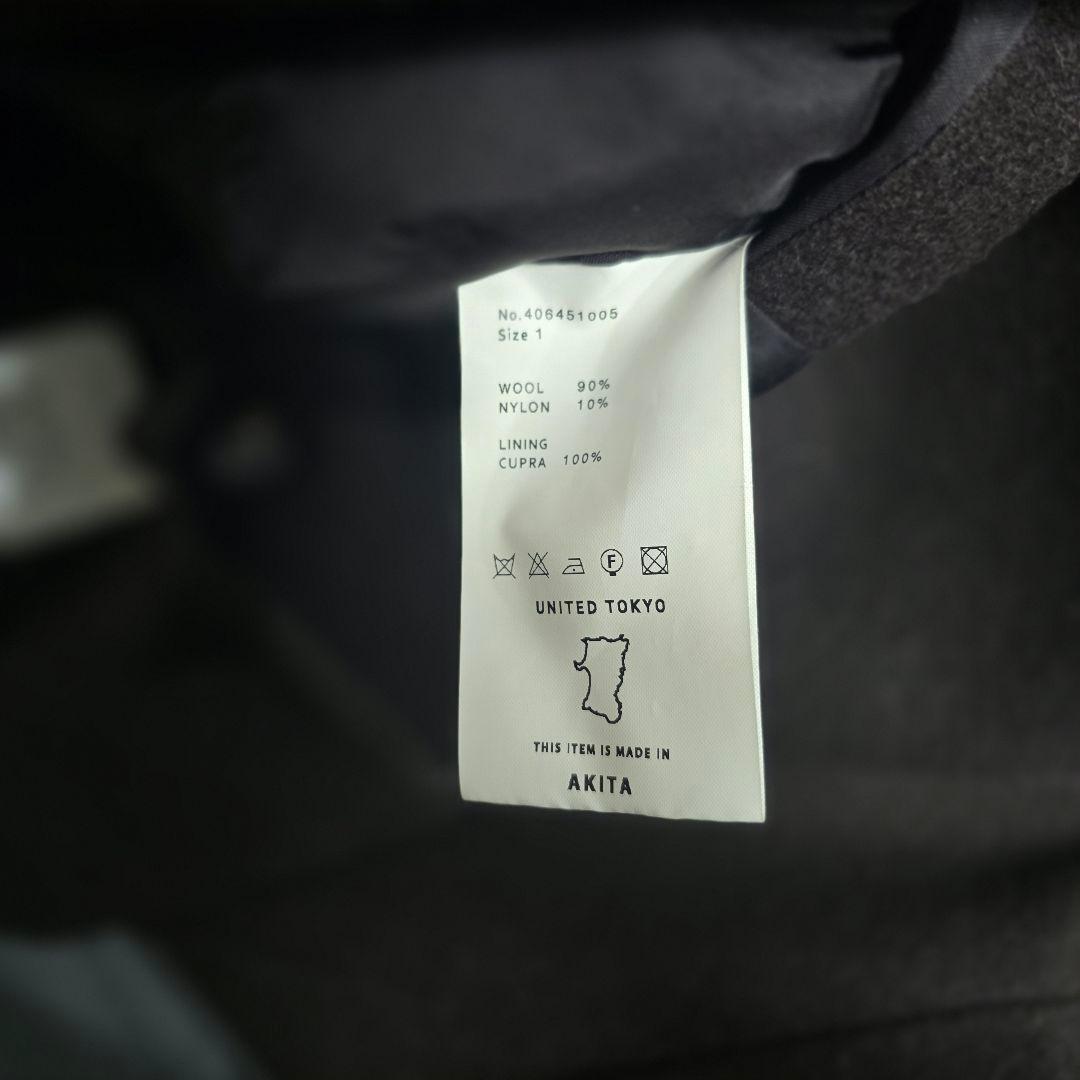 No.406451005
Size 1
WOOL 90%
NYLON 10%
LINING
CUPRA 100%
F
UNITED TOKYO
THIS ITEM IS MADE IN
AKITA